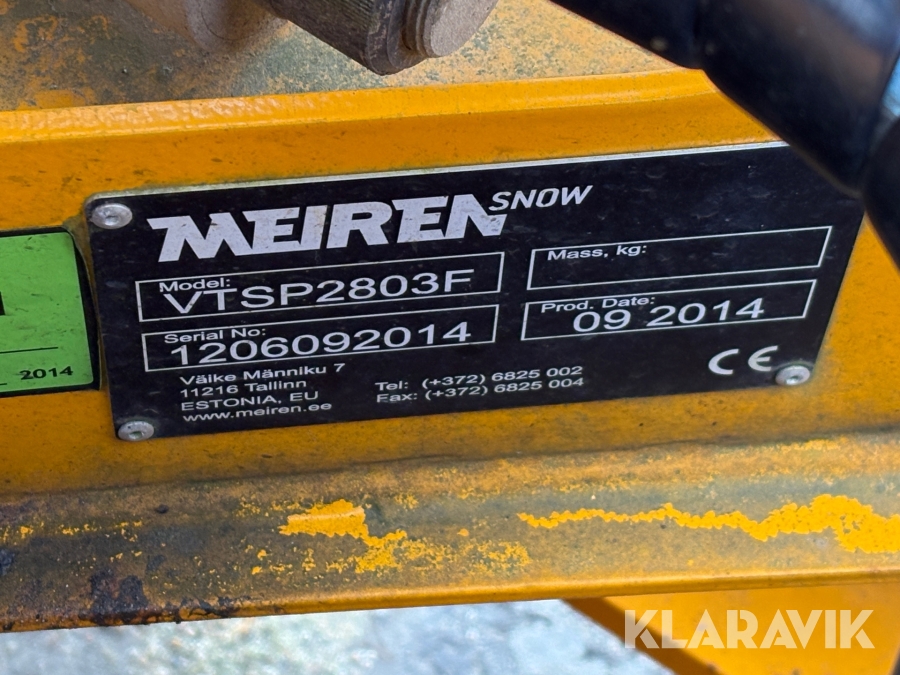 MEIREN SNOW
Model:
VTSP2803F
Mass, kg:
Serial No:
1206092014
Prod. Date:
09 2014
Väike Männiku 7
11216 Tallinn
ESTONIA, EU
www.meiren.ee
Tel: (+372) 6825 002
Fax: (+372) 6825 004
CE
2014
KLARAVIK